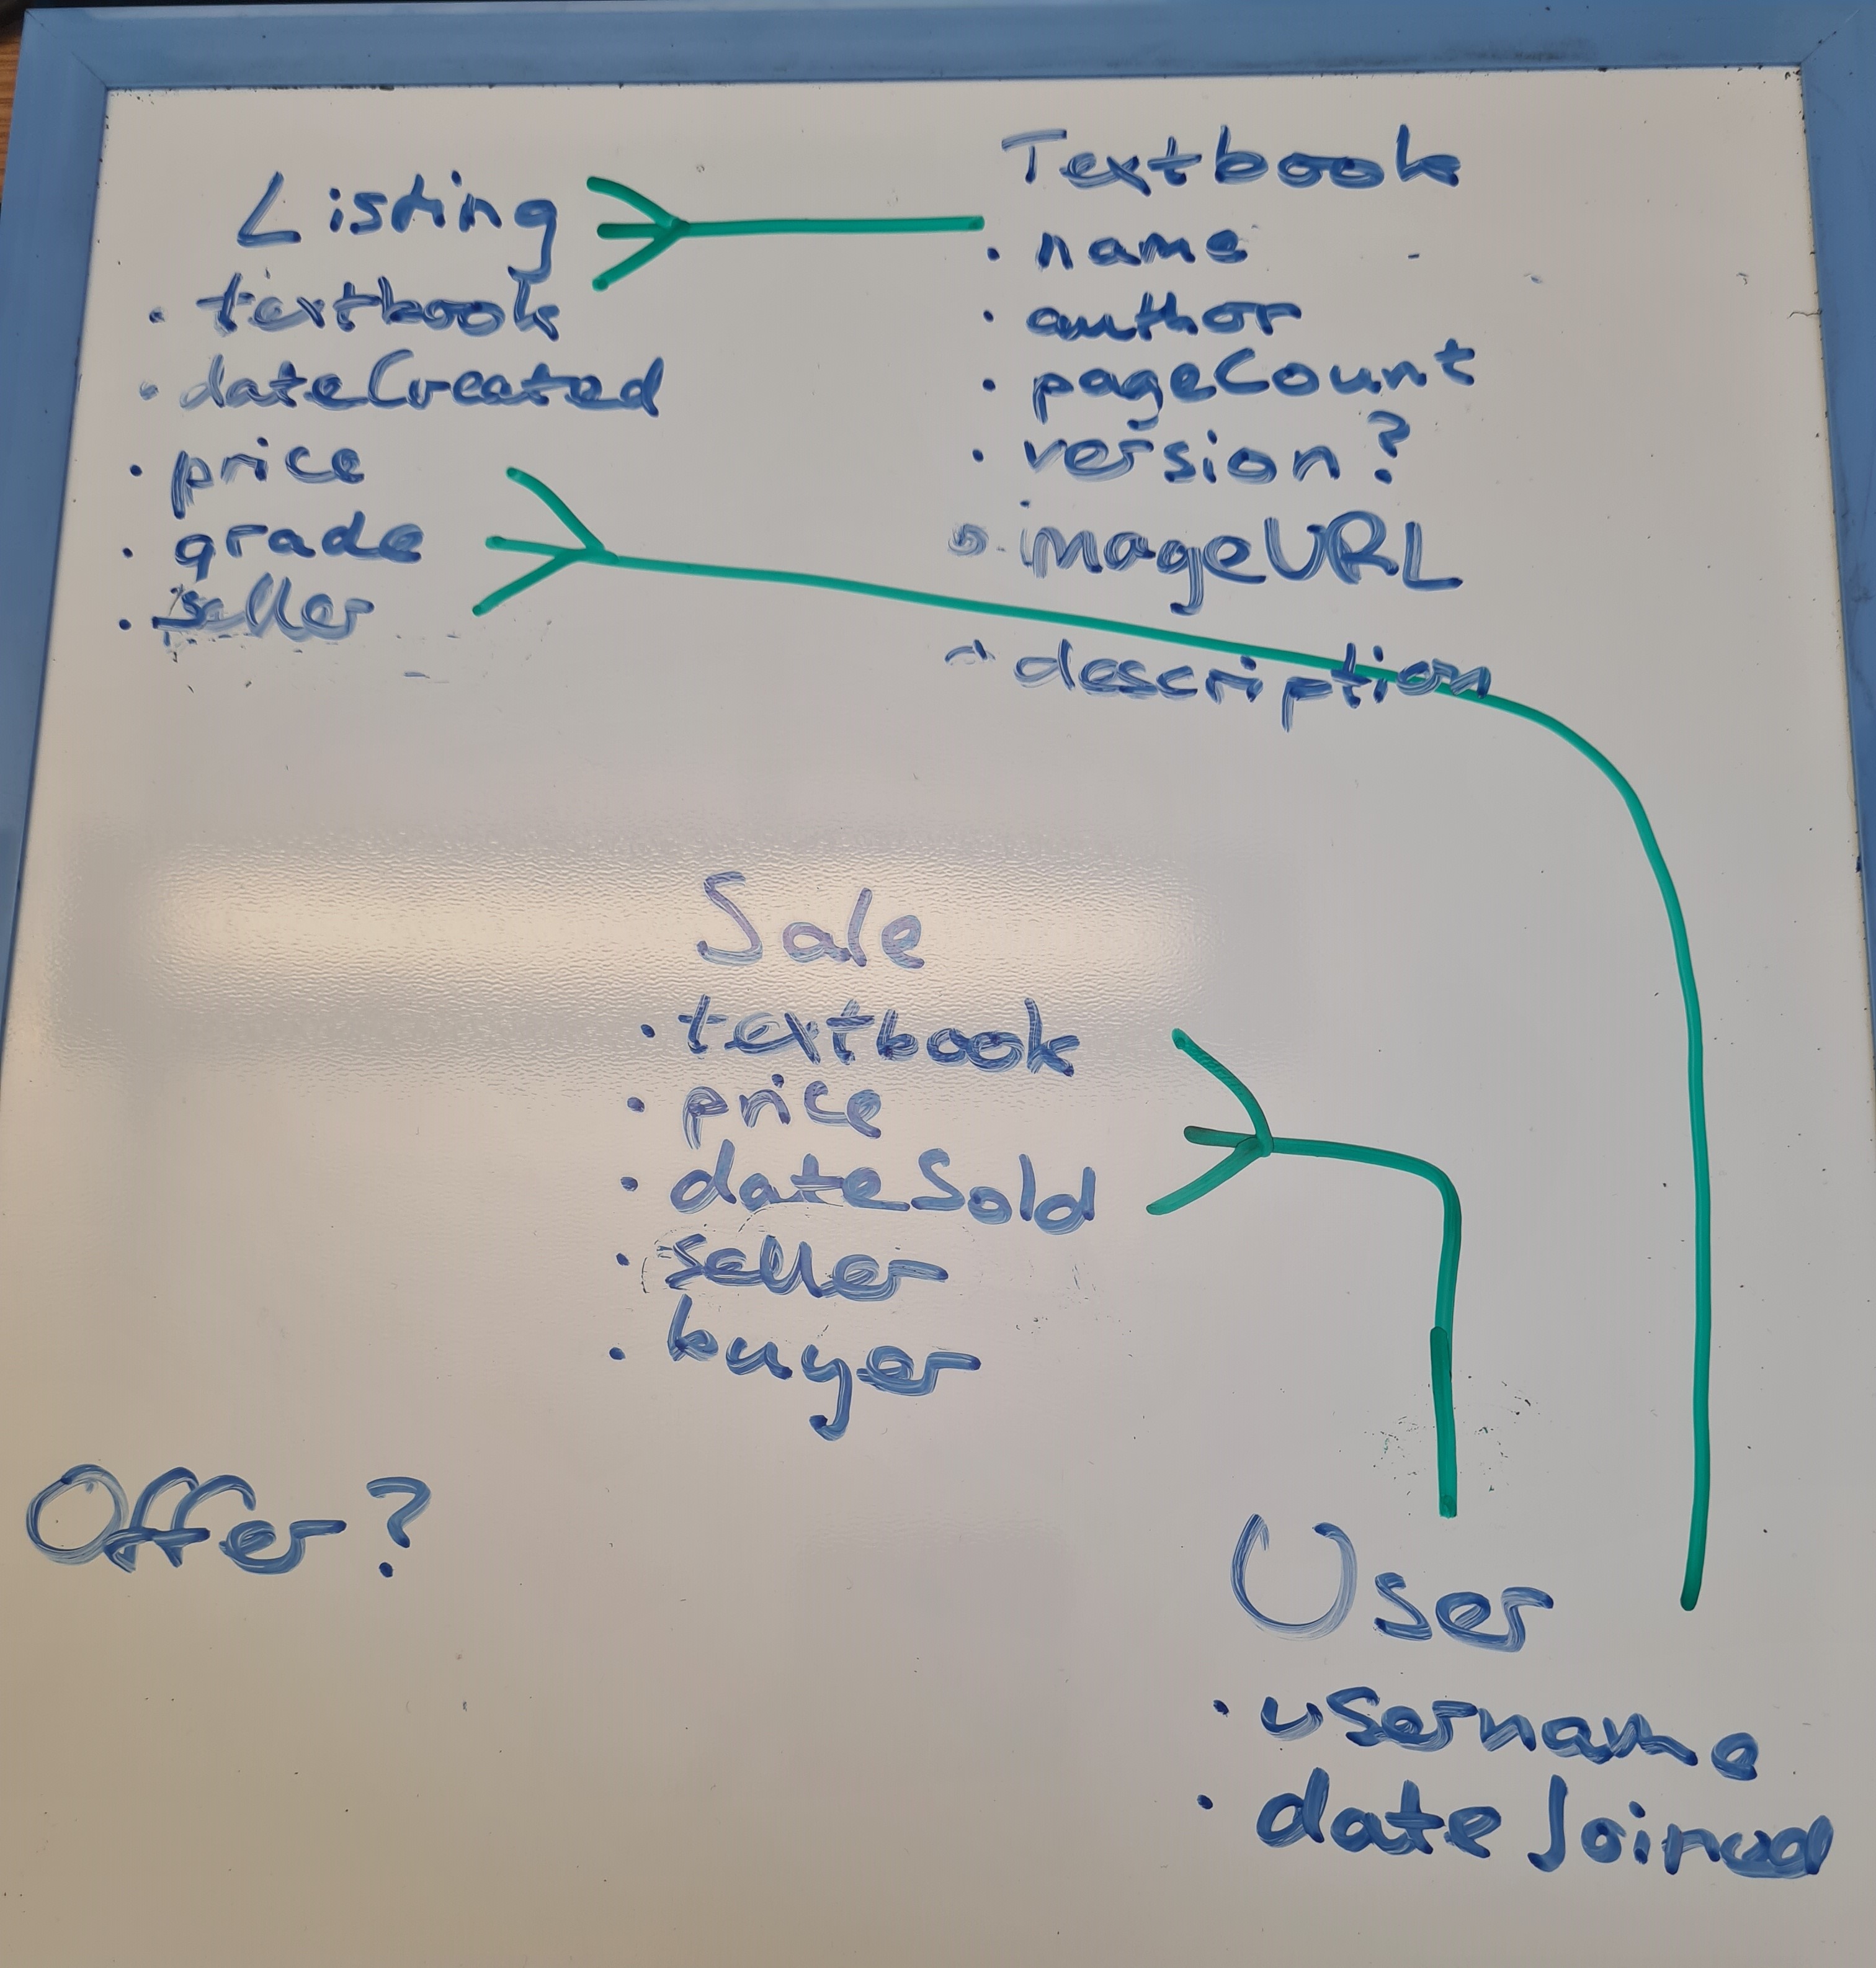 Listing
• textbook
• dateCreated
• price
• grade
• seller
Textbook
• name
• author
• pageCount
• version?
• imageURL
• description
Sale
• textbook
• price
• dateSold
• seller
• buyer
Offer?
User
• username
• dateJoined